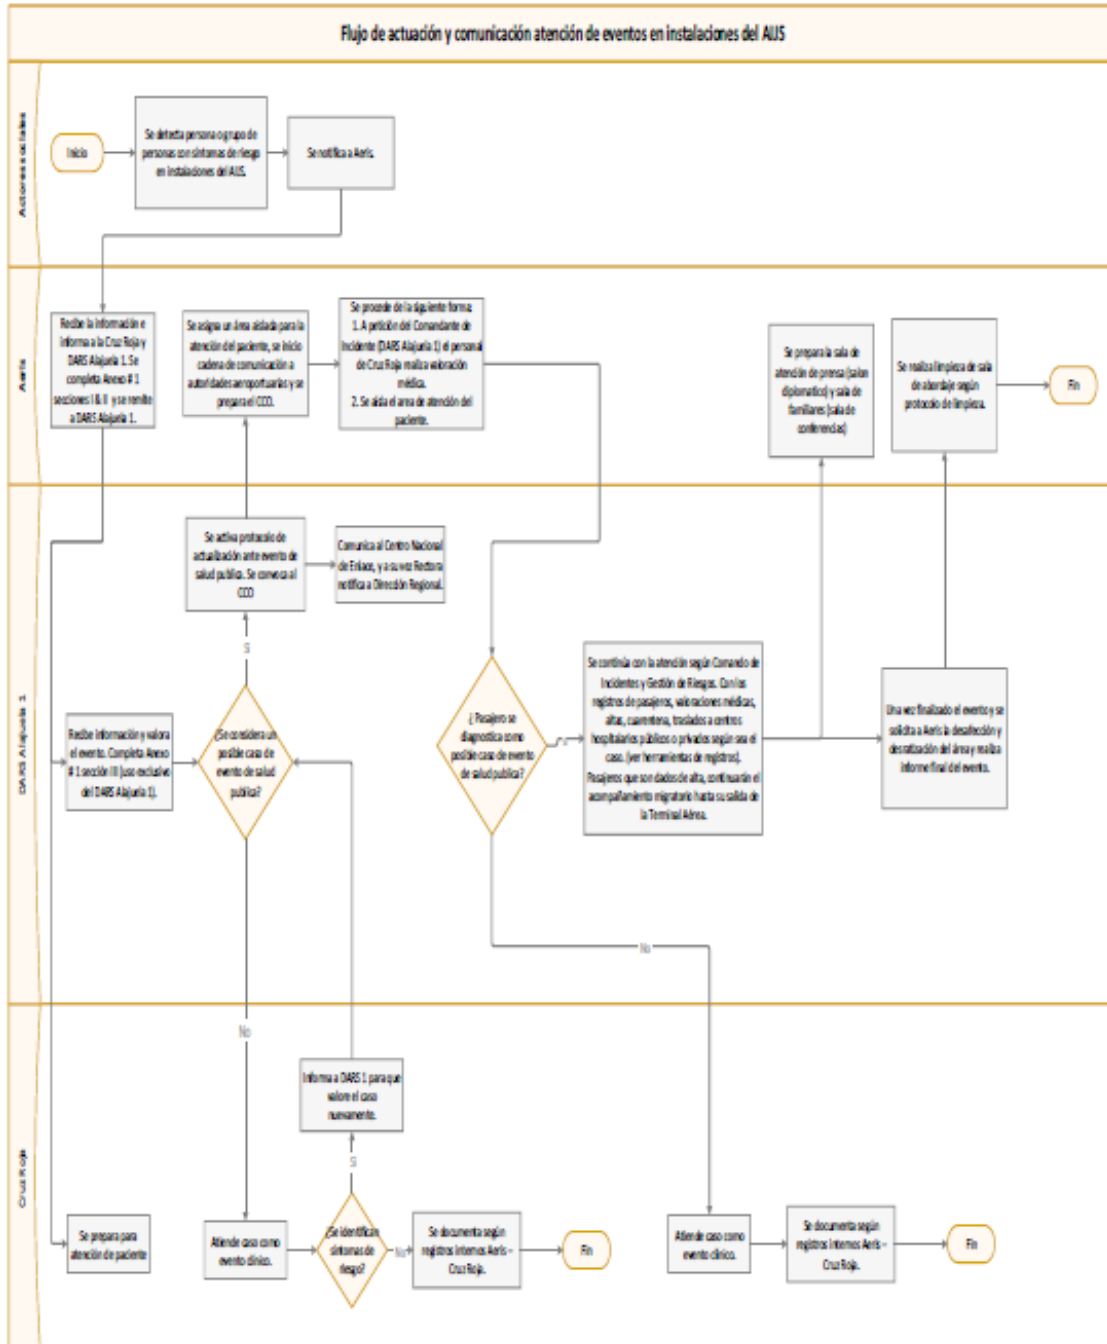 Flujo de actuación y comunicación atención de eventos en instalaciones del AIJS
Actores sociales
Inicio
Se detecta persona o grupo de
personas con síntomas de riesgo
en instalaciones del AIJS.
Se notifica a Aeris.
Aeris
Recibe la información e
informa a la Cruz Roja y
DARS Alajuela 1. Se
completa Anexo # 1
secciones I & II y se remite
a DARS Alajuela 1.
Se asigna un área aislada para la
atención del paciente, se inicio
cadena de comunicación a
autoridades aeroportuarias y se
prepara el CCO.
Se procede de la siguiente forma:
1. A petición del Comandante de
Incidente (DARS Alajuela 1) el personal
de Cruz Roja realiza valoración
médica.
2. Se aisla el area de atención del
paciente.
Se prepara la sala de
atención de prensa (salon
diplomatico) y sala de
familiares (sala de
conferencias)
Se realiza limpieza de sala
de abordaje según
protocolo de limpieza.
Fin
DARS Alajuela 1
Se activa protocolo de
actualización ante evento de
salud publica. Se convoca al
CCO
Comunica al Centro Nacional
de Enlace, y a su vez Rectora
notifica a Dirección Regional.
Si
Recibe información y valora
el evento. Completa Anexo
# 1 sección III (uso exclusivo
del DARS Alajuela 1).
¿Se considera un
posible caso de
evento de salud
publica?
¿ Pasajero se
diagnostica como
posible caso de evento
de salud publica?
Se continúa con la atención según Comando de
Incidentes y Gestión de Riesgos. Con los
registros de pasajeros, valoraciones médicas,
altas, cuarentena, traslados a centros
hospitalarios públicos o privados según sea el
caso. (ver herramientas de registros).
Pasajeros que son dados de alta, continuarán el
acompañamiento migratorio hasta su salida de
la Terminal Aérea.
Una vez finalizado el evento y se
solicita a Aeris la desafección y
desratización del área y realiza
informe final del evento.
No
No
Cruz Roja
Informa a DARS 1 para que
valore el caso
nuevamento.
Si
Se prepara para
atención de paciente
Atiende caso como
evento clínico.
¿Se identifican
síntomas de
riesgo?
No
Se documenta según
registros internos Aeris –
Cruz Roja.
Fin
Atiende caso como
evento clínico.
Se documenta según
registros internos Aeris –
Cruz Roja.
Fin